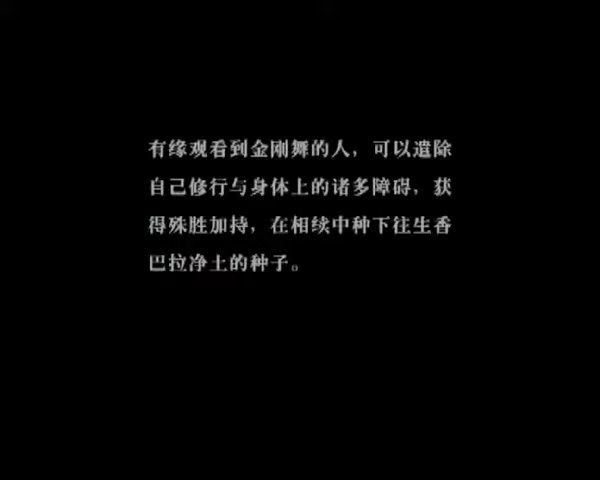 有缘观看到金刚舞的人，可以遣除
自己修行与身体上的诸多障碍，获
得殊胜加持，在相续中种下往生香
巴拉净土的种子。